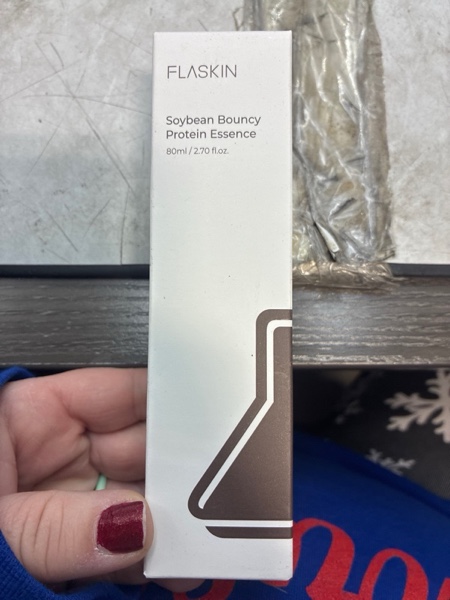 FLASKIN
Soybean Bouncy
Protein Essence
80ml / 2.70 fl.oz.